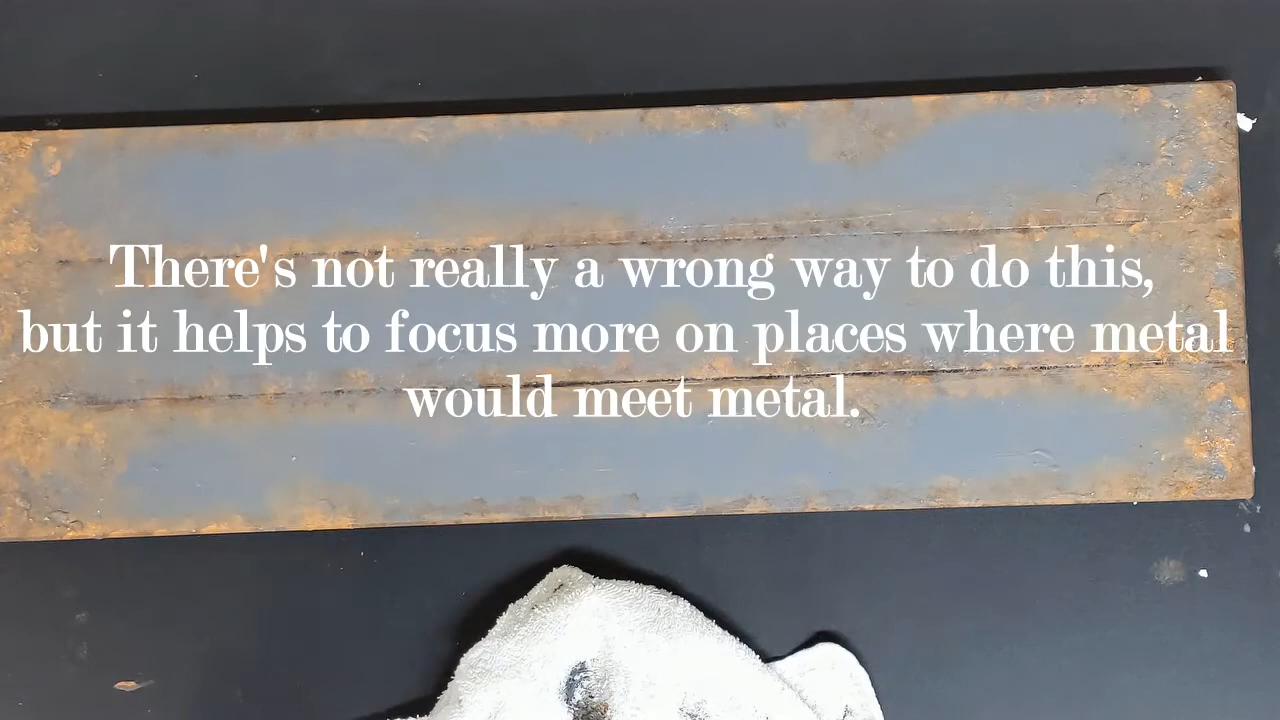 There's not really a wrong way to do this,
but it helps to focus more on places where metal
would meet metal.